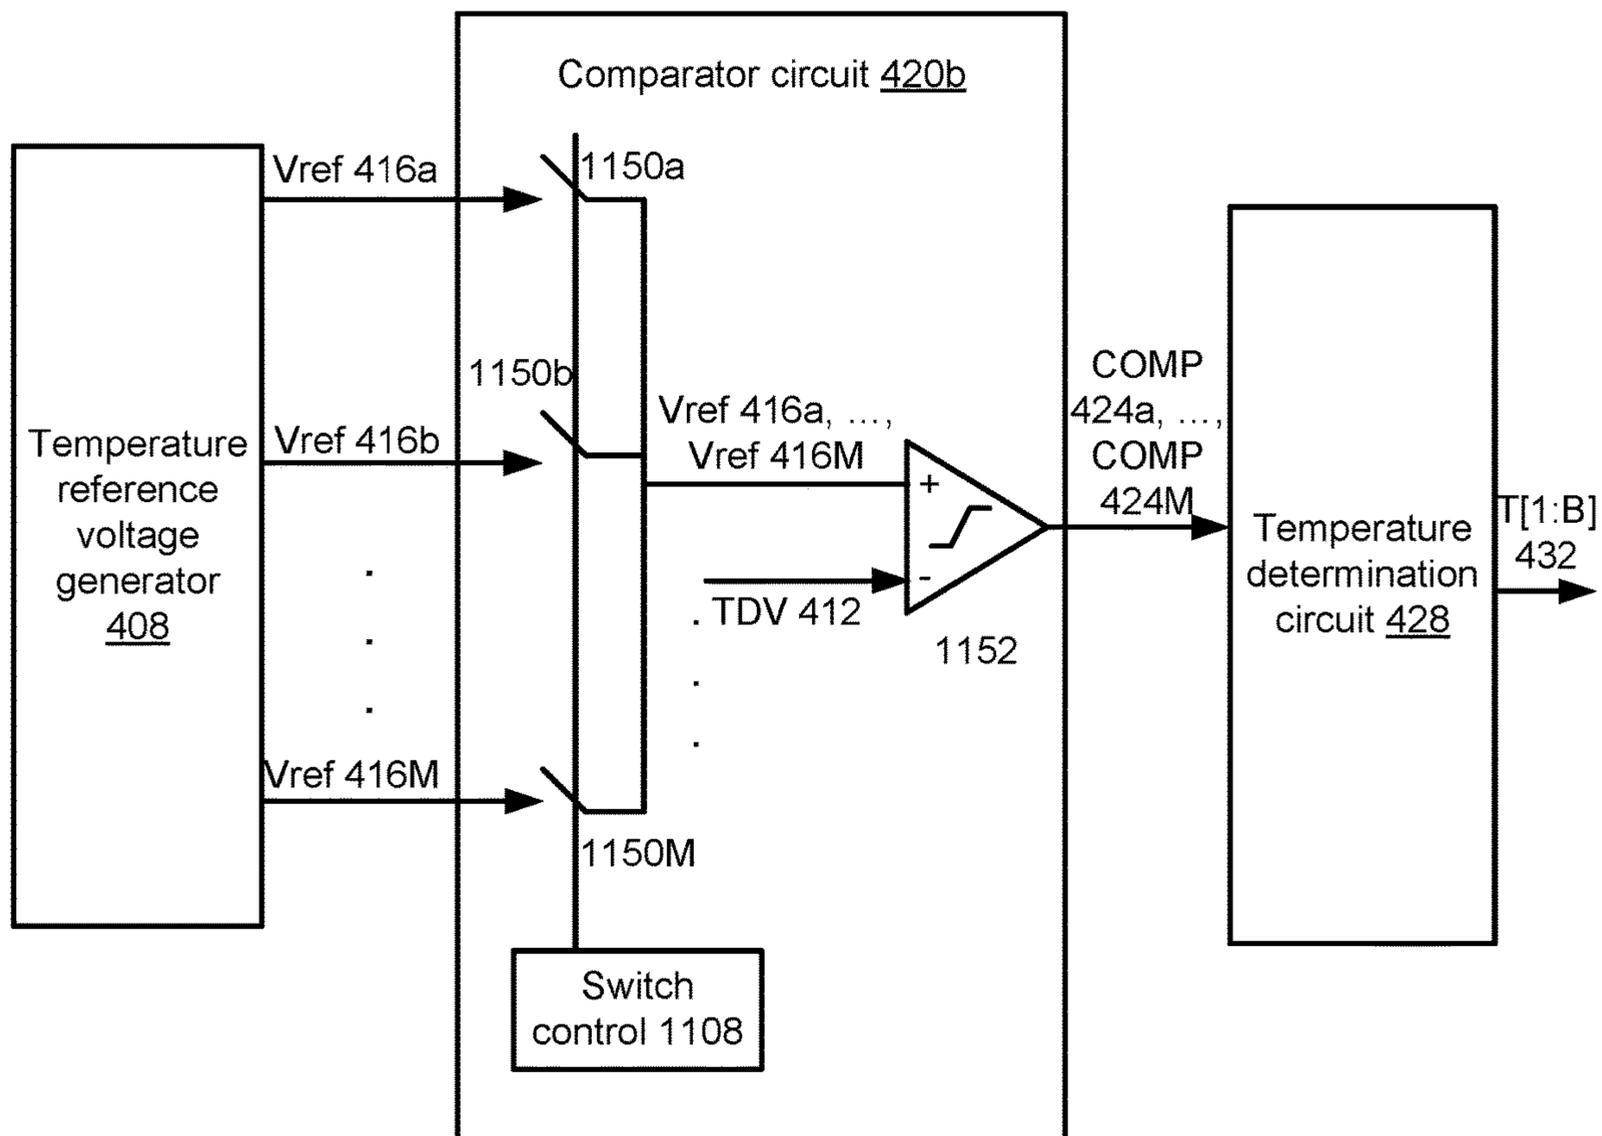 Comparator circuit 420b
Vref 416a
1150a
1150b
Vref 416b
Temperature
reference
voltage
generator
408
Vref 416a, ...,
Vref 416M
+
-
TDV 412
1152
COMP
424a, ...,
COMP
424M
Temperature
determination
circuit 428
T[1:B]
432
.
.
.
.
.
.
Vref 416M
1150M
Switch
control 1108